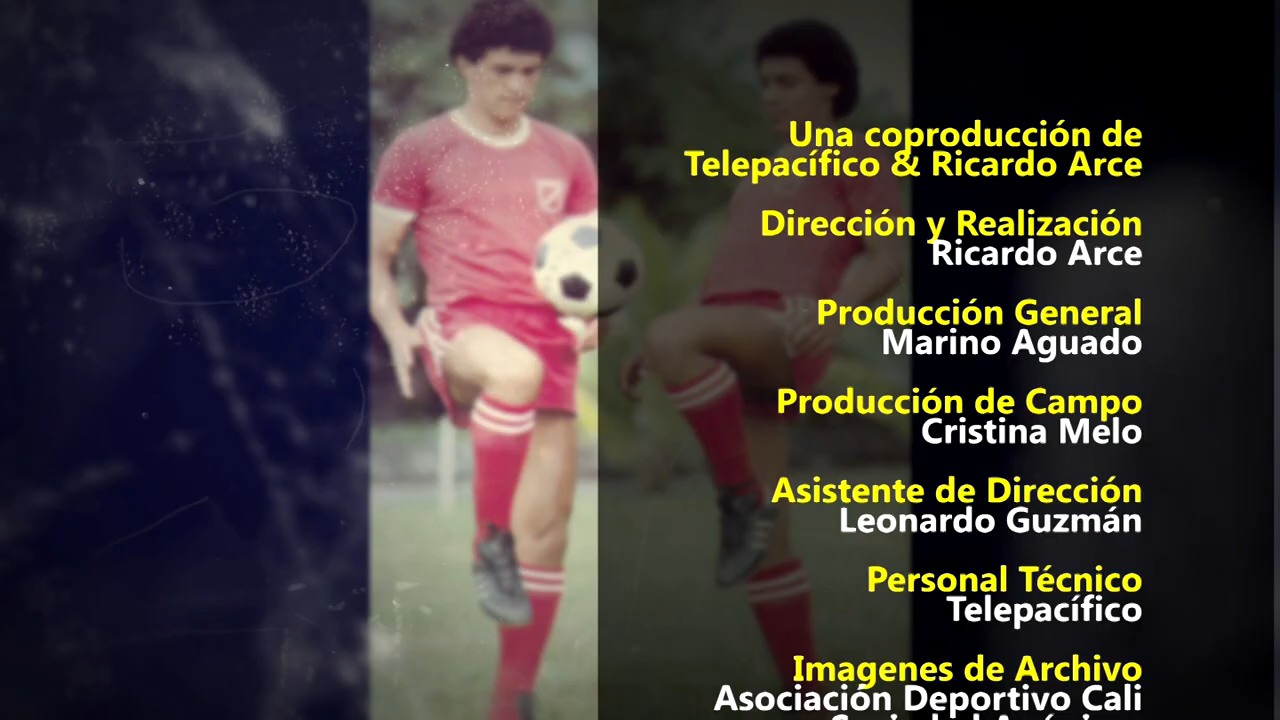 Una coproducción de
Telepacífico & Ricardo Arce
Dirección y Realización
Ricardo Arce
Producción General
Marino Aguado
Producción de Campo
Cristina Melo
Asistente de Dirección
Leonardo Guzmán
Personal Técnico
Telepacífico
Imagenes de Archivo
Asociación Deportivo Cali